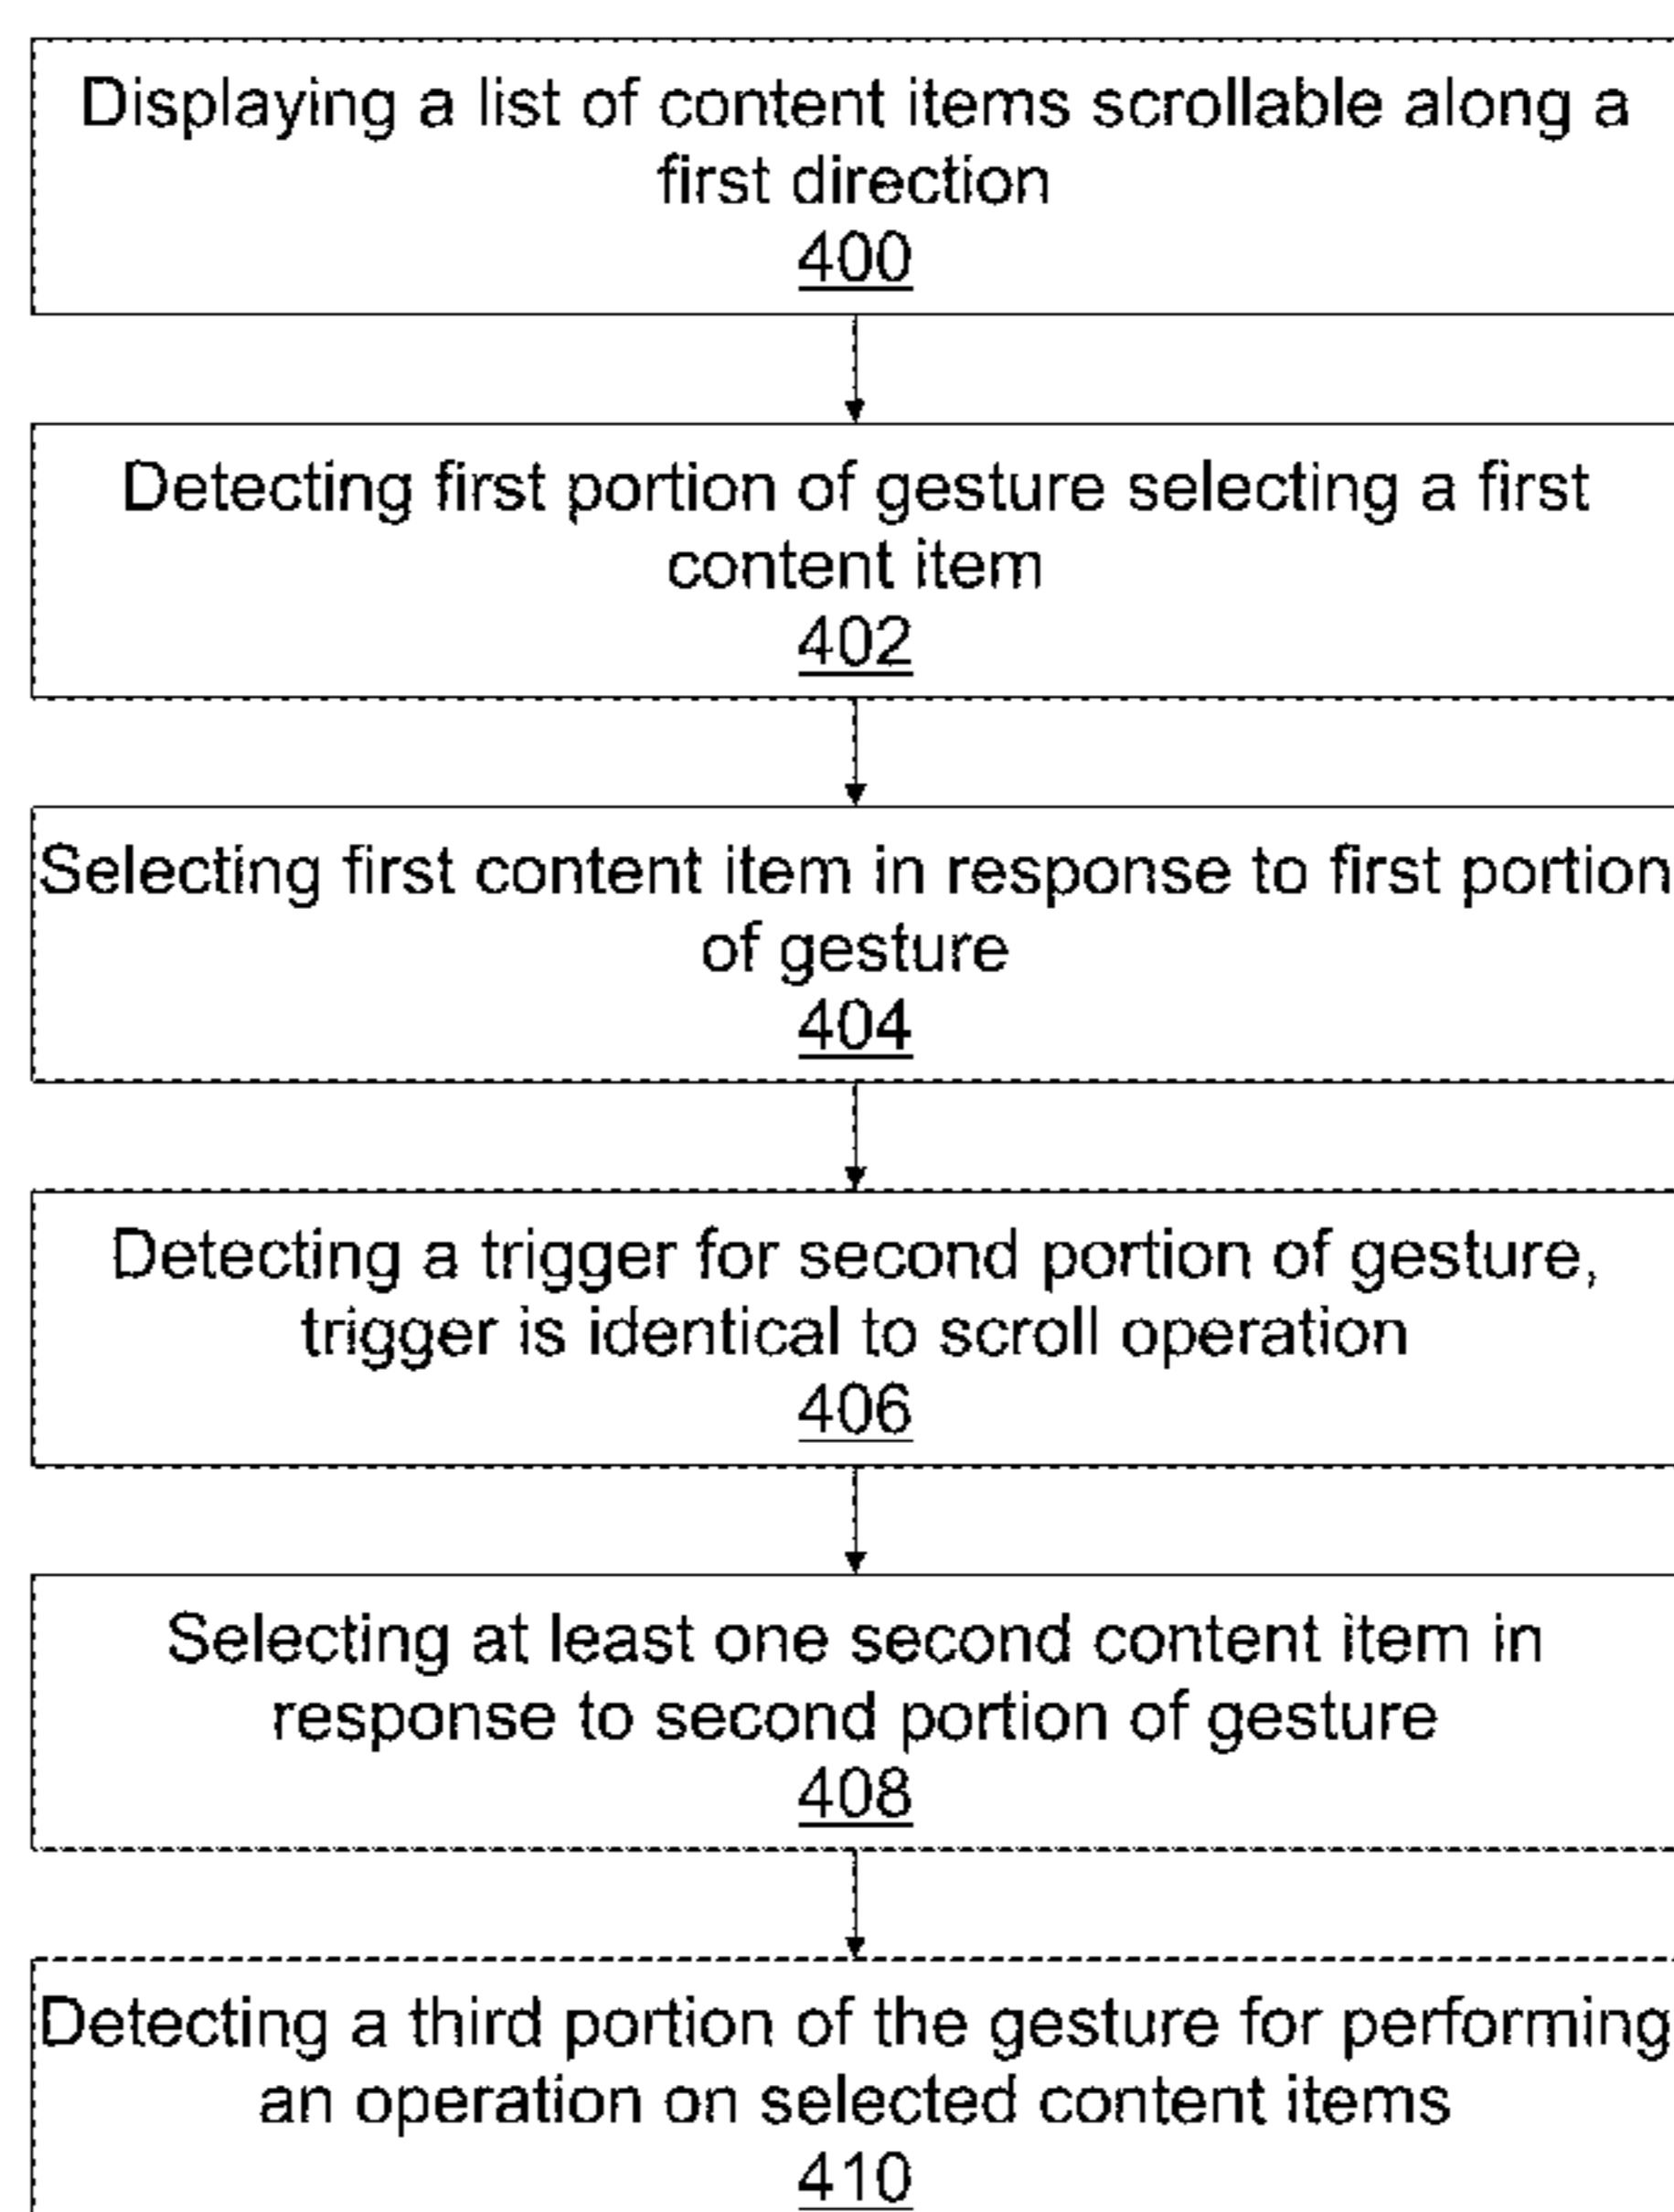 Displaying a list of content items scrollable along a
first direction
400
Detecting first portion of gesture selecting a first
content item
402
Selecting first content item in response to first portion
of gesture
404
Detecting a trigger for second portion of gesture,
trigger is identical to scroll operation
406
Selecting at least one second content item in
response to second portion of gesture
408
Detecting a third portion of the gesture for performing
an operation on selected content items
410